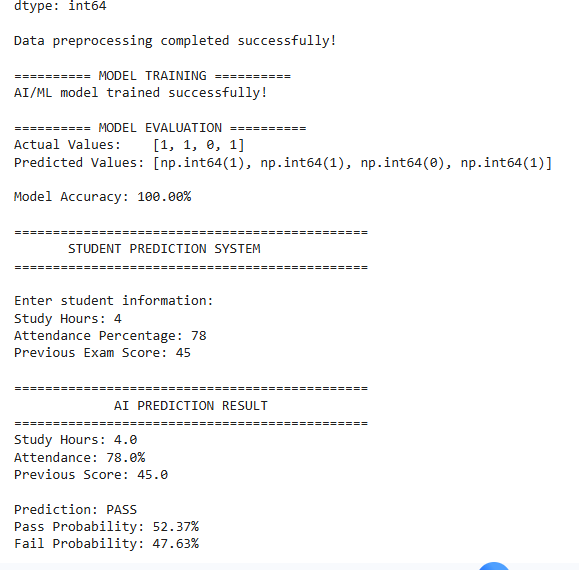 dtype: int64
Data preprocessing completed successfully!
========== MODEL TRAINING ==========
AI/ML model trained successfully!
========== MODEL EVALUATION ==========
Actual Values:    [1, 1, 0, 1]
Predicted Values: [np.int64(1), np.int64(1), np.int64(0), np.int64(1)]
Model Accuracy: 100.00%
==============================================
STUDENT PREDICTION SYSTEM
==============================================
Enter student information:
Study Hours: 4
Attendance Percentage: 78
Previous Exam Score: 45
==============================================
AI PREDICTION RESULT
==============================================
Study Hours: 4.0
Attendance: 78.0%
Previous Score: 45.0
Prediction: PASS
Pass Probability: 52.37%
Fail Probability: 47.63%